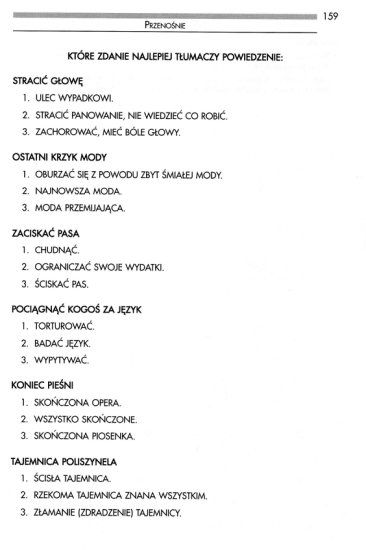 159
PRZENOŚNIE
KTÓRE ZDANIE NAJLEPIEJ TŁUMACZY POWIEDZENIE:
STRACIĆ GŁOWĘ
1. ULEC WYPADKOWI.
2. STRACIĆ PANOWANIE, NIE WIEDZIEĆ CO ROBIĆ.
3. ZACHOROWAĆ, MIEĆ BÓLE GŁOWY.
OSTATNI KRZYK MODY
1. OBURZAĆ SIĘ Z POWODU ZBYT ŚMIAŁEJ MODY.
2. NAJNOWSZA MODA.
3. MODA PRZEMIJAJĄCA.
ZACISKAĆ PASA
1. CHUDNĄĆ.
2. OGRANICZAĆ SWOJE WYDATKI.
3. ŚCISKAĆ PAS.
POCIĄGNĄĆ KOGOŚ ZA JĘZYK
1. TORTUROWAĆ.
2. BADAĆ JĘZYK.
3. WYPYTYWAĆ.
KONIEC PIEŚNI
1. SKOŃCZONA OPERA.
2. WSZYSTKO SKOŃCZONE.
3. SKOŃCZONA PIOSENKA.
TAJEMNICA POLISZYNELA
1. ŚCISŁA TAJEMNICA.
2. RZEKOMA TAJEMNICA ZNANA WSZYSTKIM.
3. ZŁAMANIE (ZDRADZENIE) TAJEMNICY.